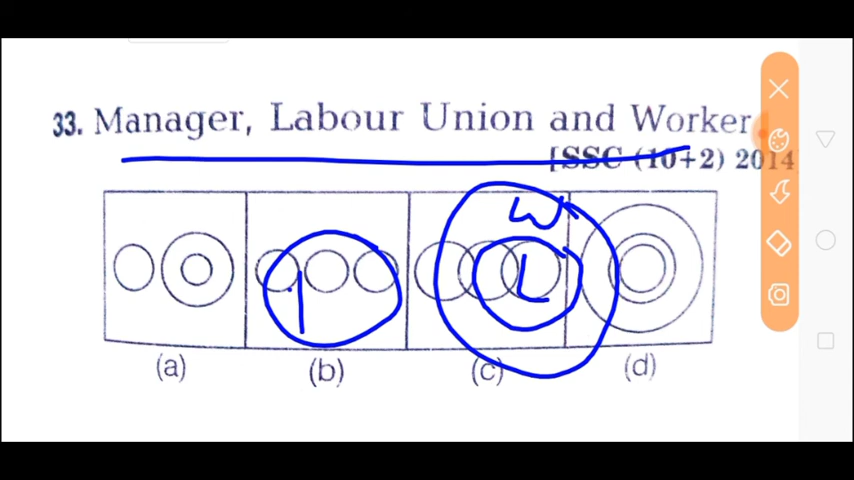 33. Manager, Labour Union and Worker
[SSC (10+2) 2014
W
L
(a) (b) (c) (d)